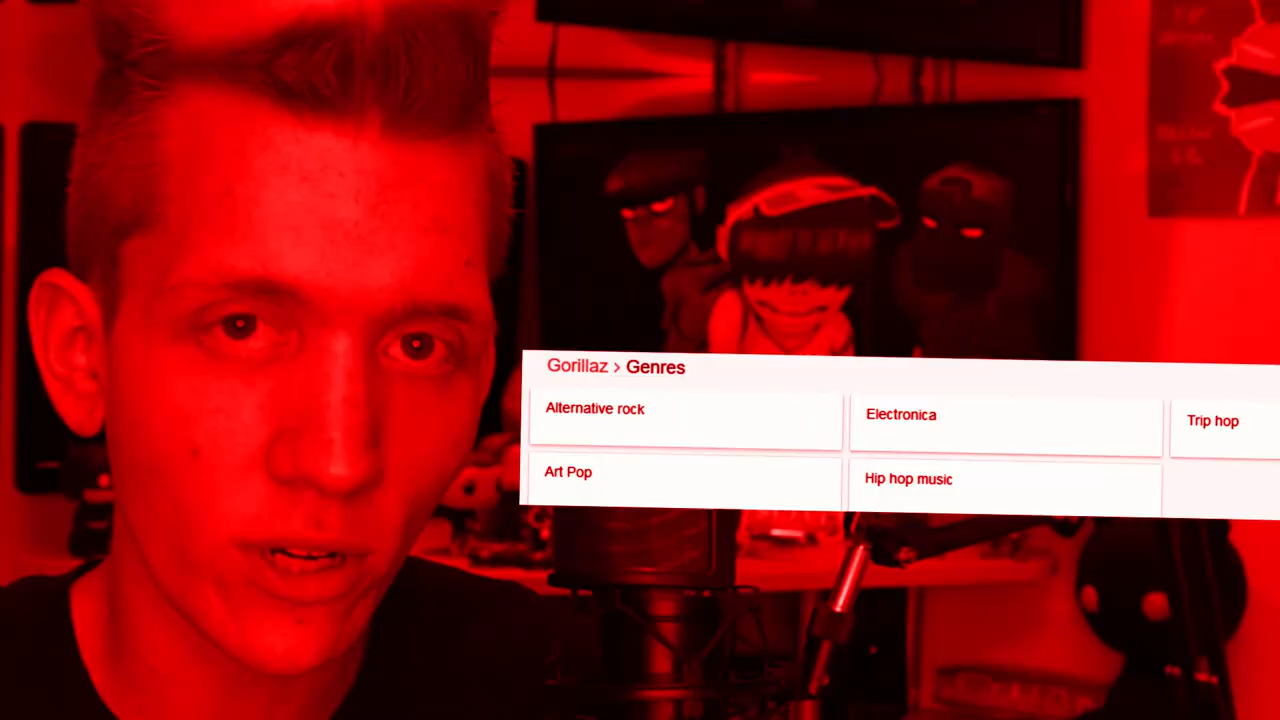 Gorillaz › Genres
Alternative rock
Electronica
Trip hop
Art Pop
Hip hop music